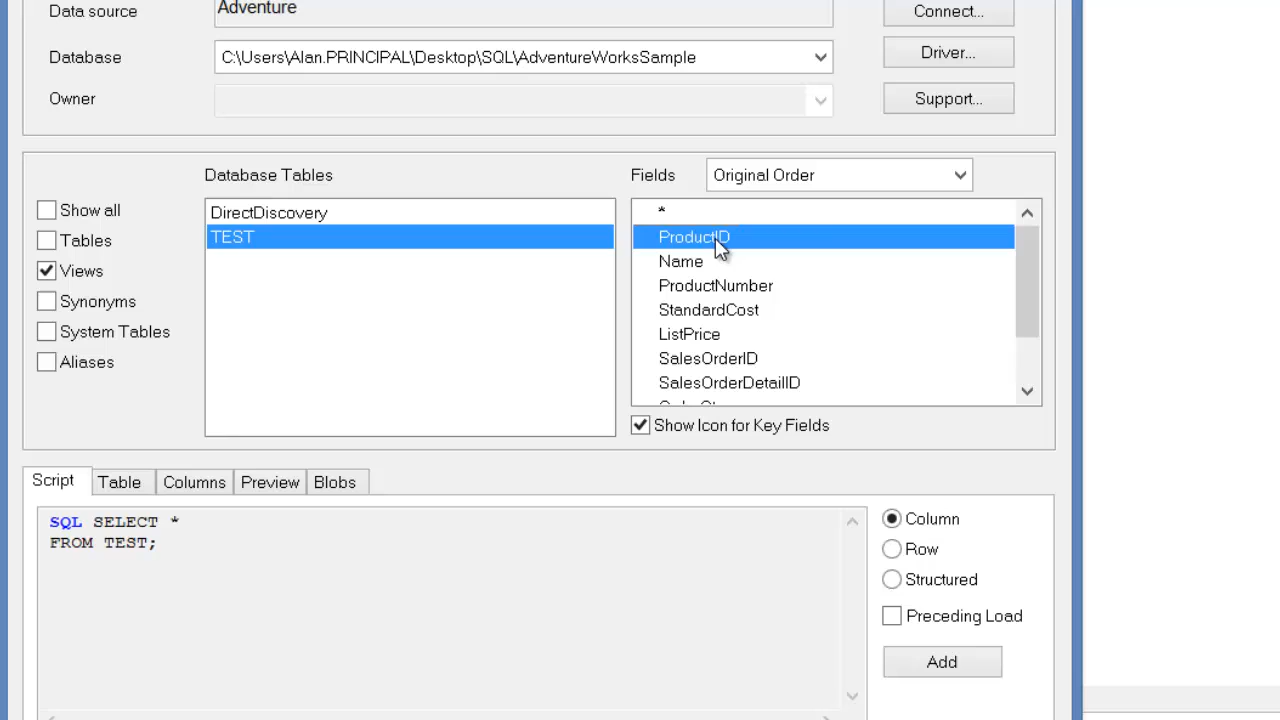 Data source
Adventure
Connect...
Database
C:\Users\Alan.PRINCIPAL\Desktop\SQL\AdventureWorksSample
Driver...
Owner
Support...
Database Tables
Fields
Original Order
Show all
Tables
Views
Synonyms
System Tables
Aliases
DirectDiscovery
TEST
*
ProductID
Name
ProductNumber
StandardCost
ListPrice
SalesOrderID
SalesOrderDetailID
Show Icon for Key Fields
Script
Table
Columns
Preview
Blobs
SQL SELECT *
FROM TEST;
Column
Row
Structured
Preceding Load
Add